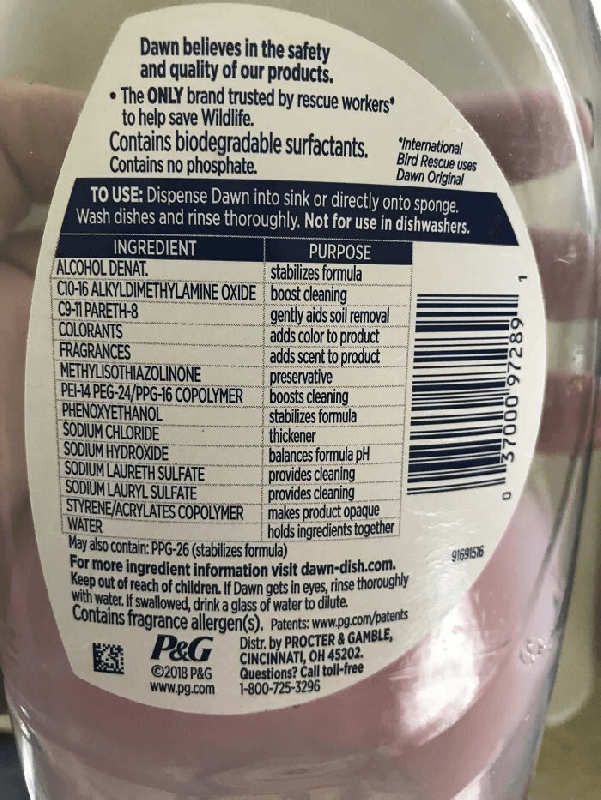 Dawn believes in the safety
and quality of our products.
• The ONLY brand trusted by rescue workers*
to help save Wildlife.
Contains biodegradable surfactants.
Contains no phosphate.
*International
Bird Rescue uses
Dawn Original
TO USE: Dispense Dawn into sink or directly onto sponge.
Wash dishes and rinse thoroughly. Not for use in dishwashers.
INGREDIENT PURPOSE
ALCOHOL DENAT. stabilizes formula
C10-16 ALKYLDIMETHYLAMINE OXIDE boost cleaning
C9-11 PARETH-8 gently aids soil removal
COLORANTS adds color to product
FRAGRANCES adds scent to product
METHYLISOTHIAZOLINONE preservative
PEI-14 PEG-24/PPG-16 COPOLYMER boosts cleaning
PHENOXYETHANOL stabilizes formula
SODIUM CHLORIDE thickener
SODIUM HYDROXIDE balances formula pH
SODIUM LAURETH SULFATE provides cleaning
SODIUM LAURYL SULFATE provides cleaning
STYRENE/ACRYLATES COPOLYMER makes product opaque
WATER holds ingredients together
May also contain: PPG-26 (stabilizes formula)
For more ingredient information visit dawn-dish.com.
Keep out of reach of children. If Dawn gets in eyes, rinse thoroughly
with water. If swallowed, drink a glass of water to dilute.
Contains fragrance allergen(s). Patents: www.pg.com/patents
P&G
©2018 P&G
www.pg.com
Distr. by PROCTER & GAMBLE,
CINCINNATI, OH 45202.
Questions? Call toll-free
1-800-725-3296
0 37000 97289 1
91691516